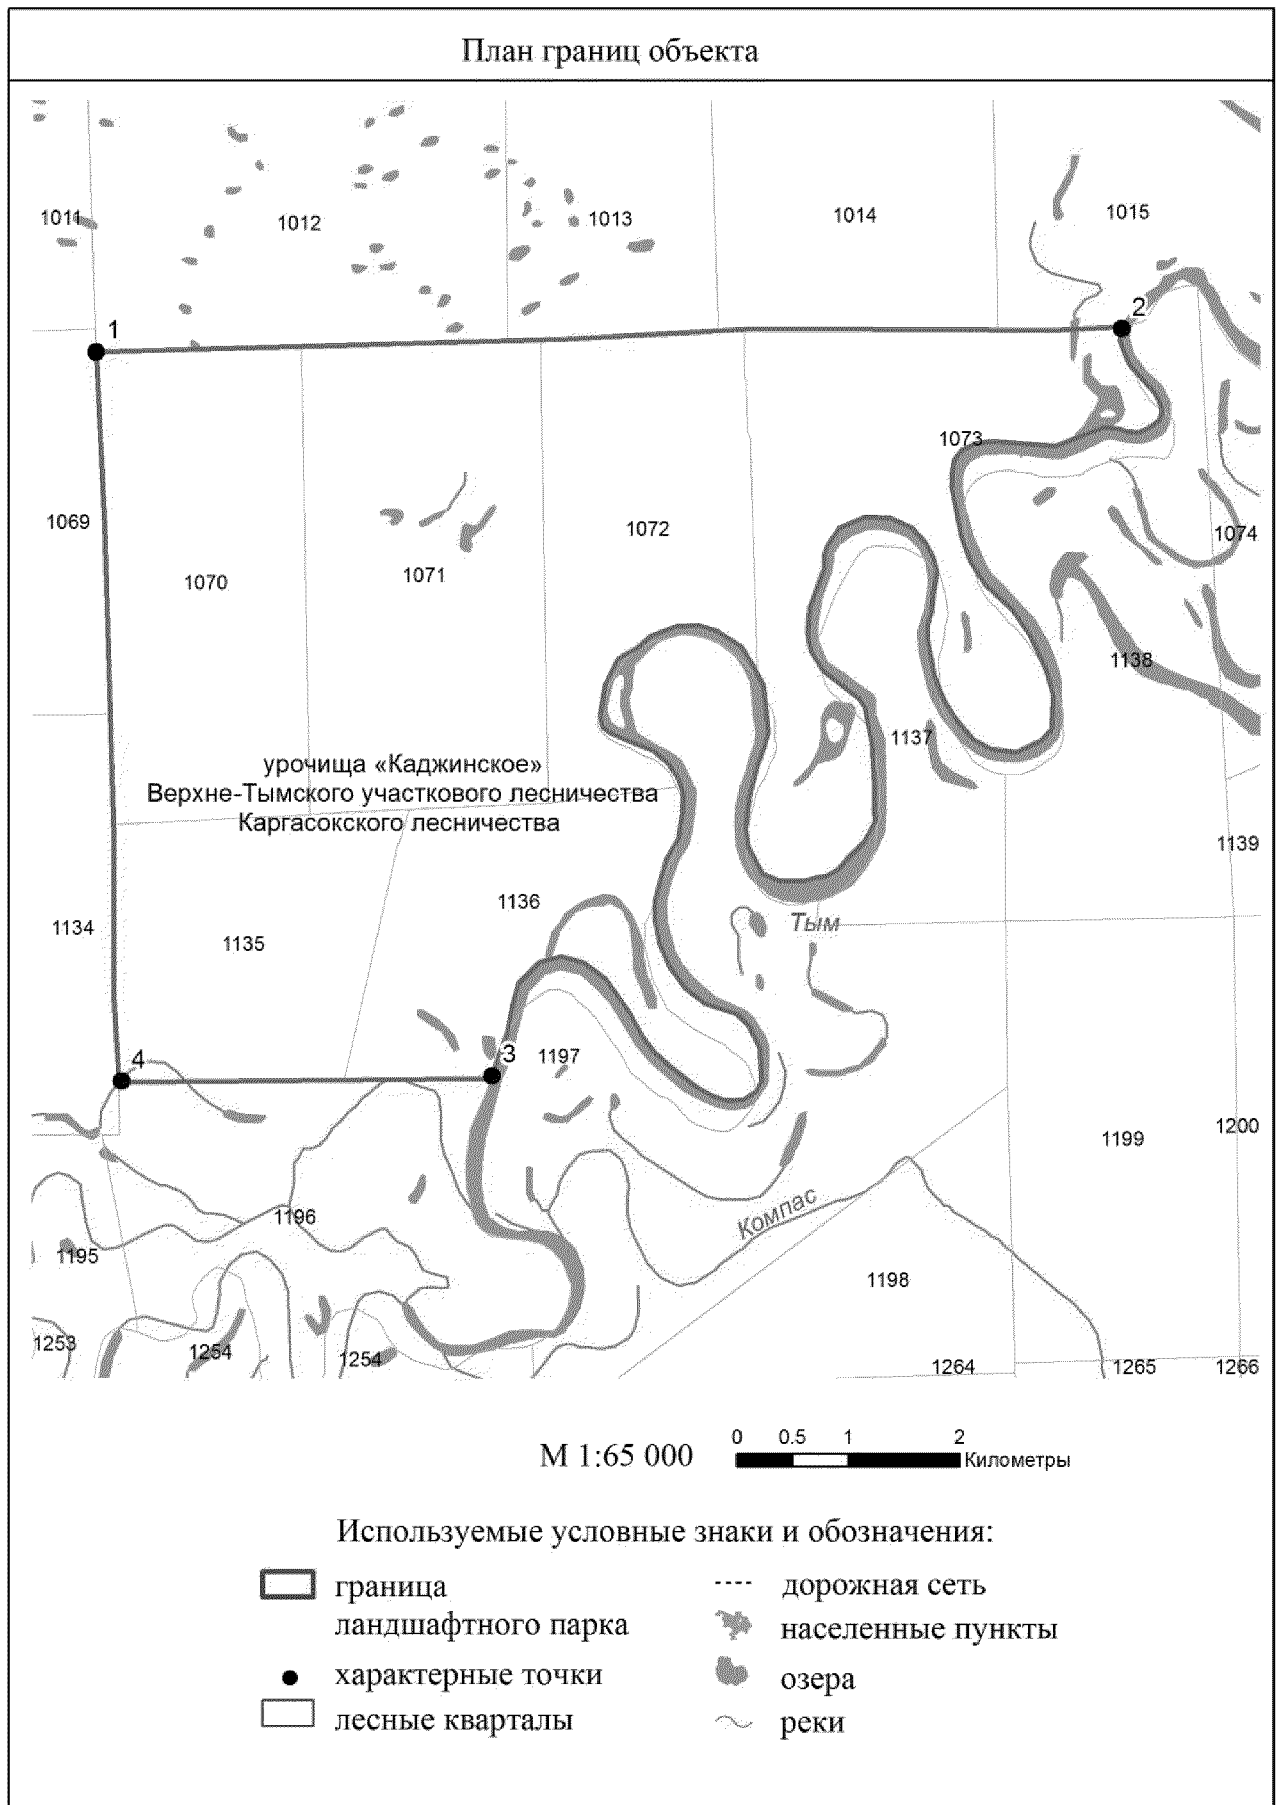 План границ объекта
1011
1012
1013
1014
1015
1
2
1073
1069
1070
1071
1072
1074
1138
1137
урочища «Каджинское»
Верхне-Тымского участкового лесничества
Каргасокского лесничества
1139
1134
1135
1136
Тым
4
3
1197
1199
1200
1196
1195
Компас
1198
1253
1254
1254
1264
1265
1266
М 1:65 000
0 0.5 1 2
Километры
Используемые условные знаки и обозначения:
граница
ландшафтного парка
характерные точки
лесные кварталы
дорожная сеть
населенные пункты
озера
реки